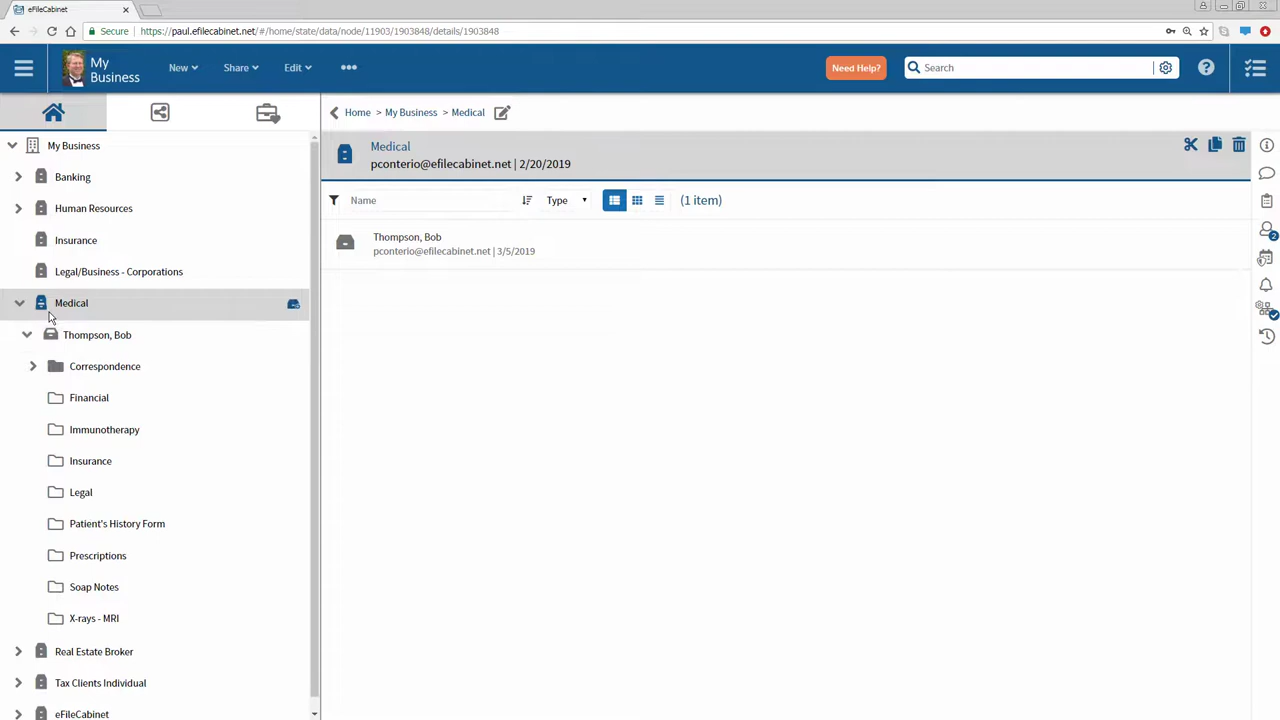 eFileCabinet
Secure
https://paul.efilecabinet.net/#/home/state/data/node/11903/1903848/details/1903848
My
Business
New
Share
Edit
Need Help?
Search
Home > My Business > Medical
My Business
Banking
Human Resources
Insurance
Legal/Business - Corporations
Medical
Thompson, Bob
Correspondence
Financial
Immunotherapy
Insurance
Legal
Patient's History Form
Prescriptions
Soap Notes
X-rays - MRI
Real Estate Broker
Tax Clients Individual
eFileCabinet
Medical
pconterio@efilecabinet.net | 2/20/2019
Name
Type
(1 item)
Thompson, Bob
pconterio@efilecabinet.net | 3/5/2019
2